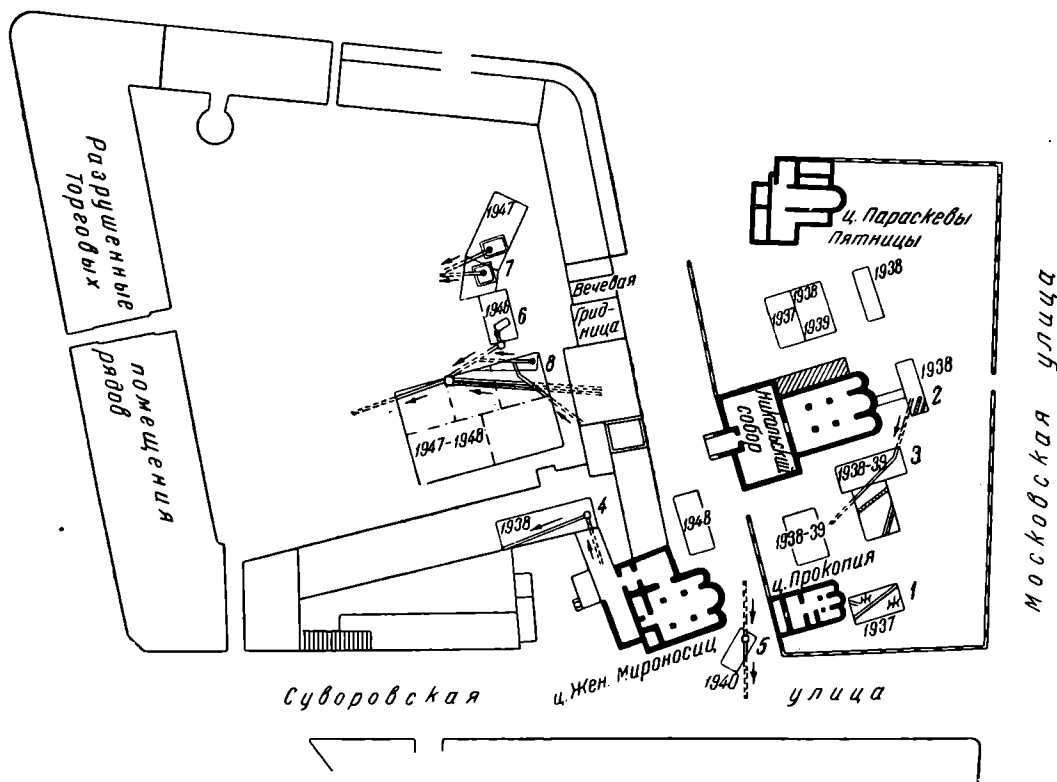 Разрушенные
Торговых
помещения
рядов
1947
7
1948
6
8
1947-1948
1938
4
Вечевая
Грид-
ница
ц. Параскевы
Пятницы
1938
1937
1938
1939
1938
2
Никольский
собор
1938-39
3
1948
1938-39
ц. Прокопия
Ж
Ж
1
1937
ц. Жен. Мироносиц
5
1940
Суворовская
улица
Московская улица